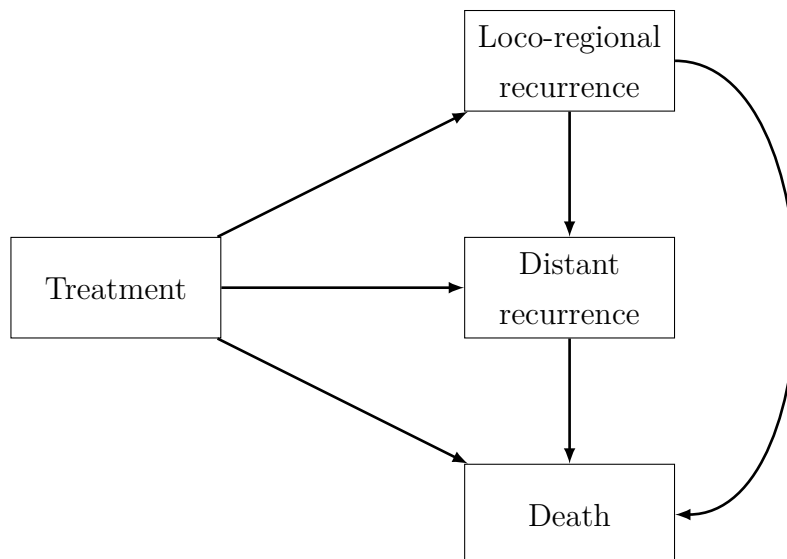 Loco-regional
recurrence
Treatment
Distant
recurrence
Death